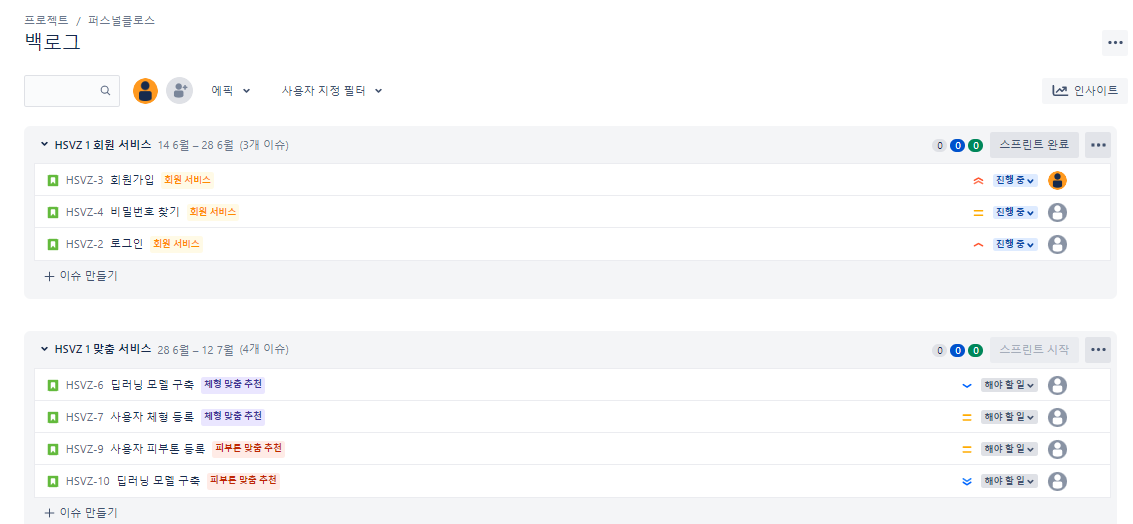 프로젝트 / 퍼스널클로스
백로그
에픽 사용자 지정 필터 인사이트
HSVZ 1 회원 서비스 14 6월 – 28 6월 (3개 이슈) 0 0 0 스프린트 완료
HSVZ-3 회원가입 회원 서비스 진행 중
HSVZ-4 비밀번호 찾기 회원 서비스 진행 중
HSVZ-2 로그인 회원 서비스 진행 중
+ 이슈 만들기
HSVZ 1 맞춤 서비스 28 6월 – 12 7월 (4개 이슈) 0 0 0 스프린트 시작
HSVZ-6 딥러닝 모델 구축 체형 맞춤 추천 해야 할 일
HSVZ-7 사용자 체형 등록 체형 맞춤 추천 해야 할 일
HSVZ-9 사용자 피부톤 등록 피부톤 맞춤 추천 해야 할 일
HSVZ-10 딥러닝 모델 구축 피부톤 맞춤 추천 해야 할 일
+ 이슈 만들기